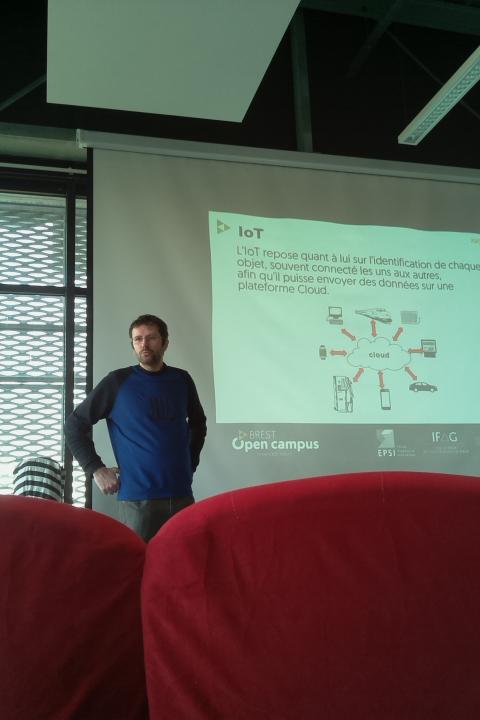 IoT
L'IoT repose quant à lui sur l'identification de chaque
objet, souvent connecté les uns aux autres,
afin qu'il puisse envoyer des données sur une
plateforme Cloud.
cloud
BREST
Open campus
EPSI
IFAG